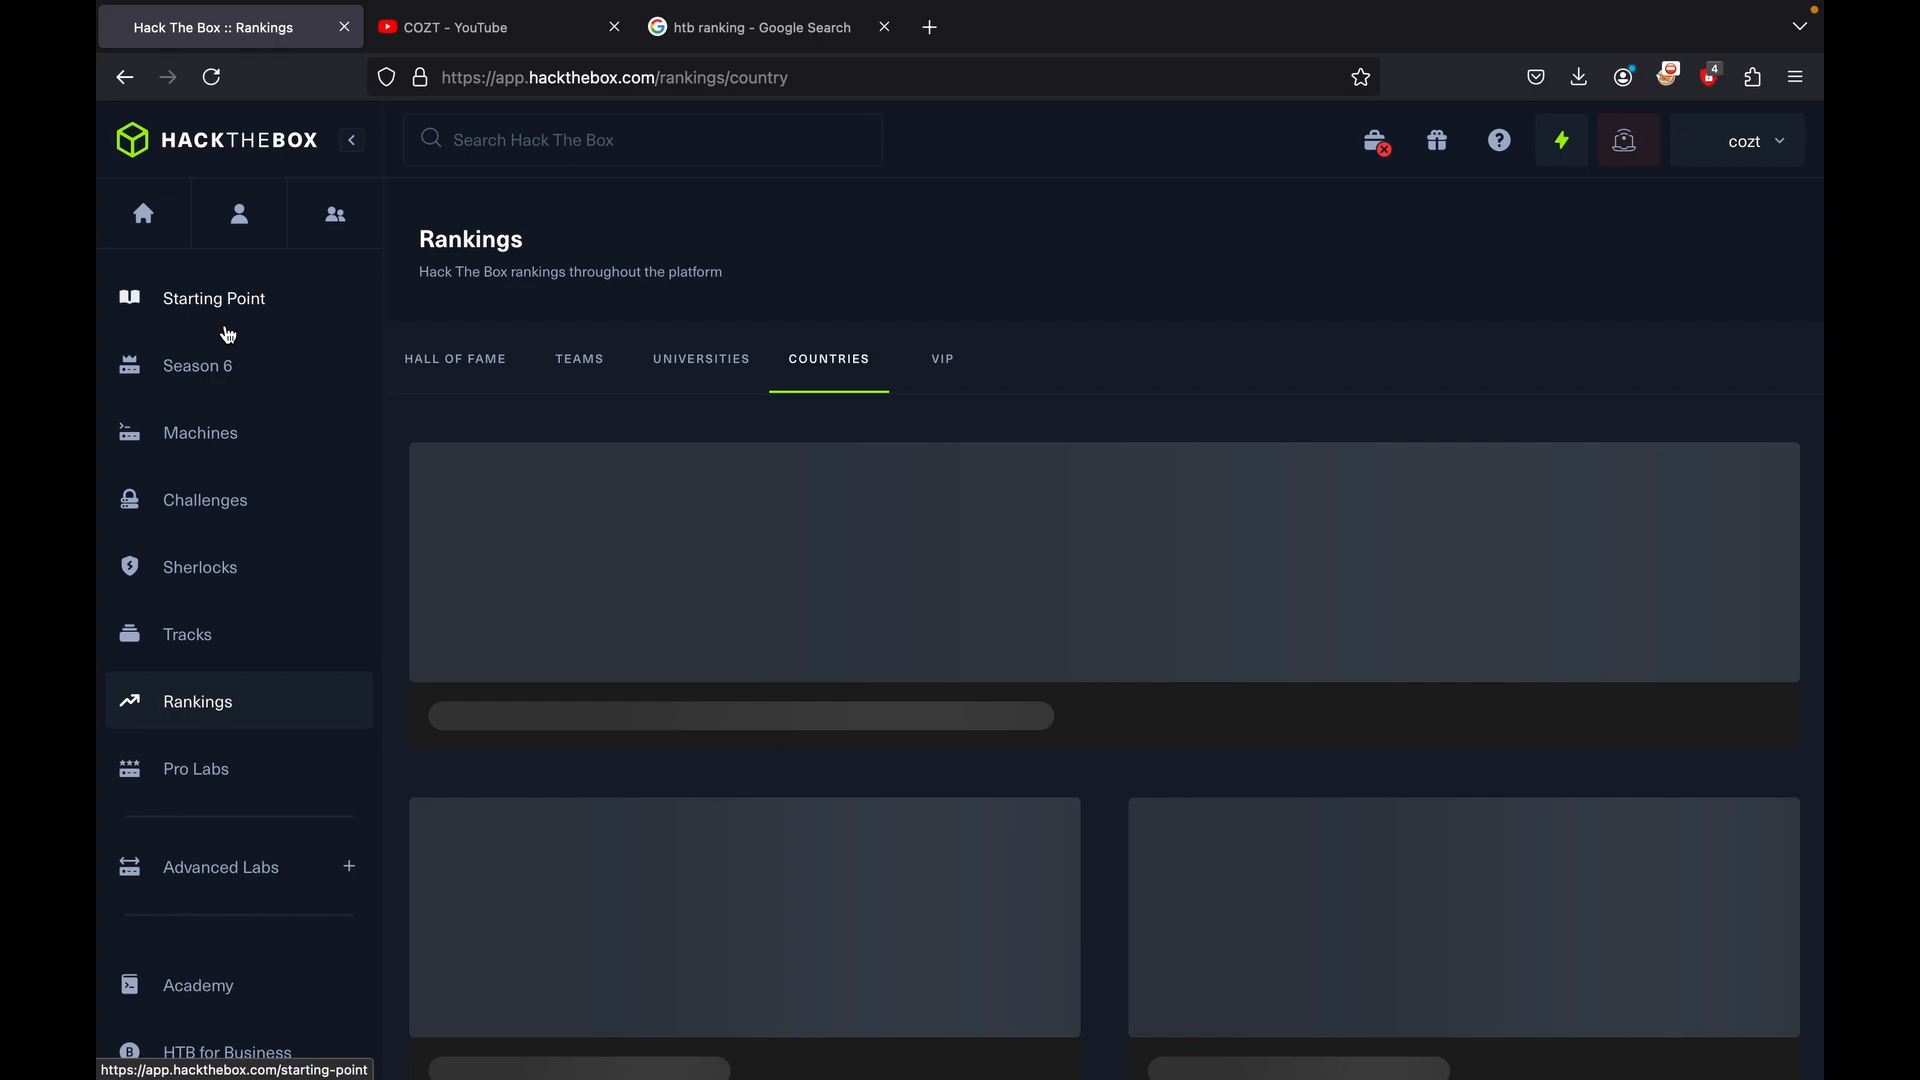 Hack The Box :: Rankings
COZT - YouTube
htb ranking - Google Search
https://app.hackthebox.com/rankings/country
4
HACKTHEBOX
Search Hack The Box
cozt
Rankings
Hack The Box rankings throughout the platform
HALL OF FAME
TEAMS
UNIVERSITIES
COUNTRIES
VIP
Starting Point
Season 6
Machines
Challenges
Sherlocks
Tracks
Rankings
Pro Labs
Advanced Labs
Academy
HTB for Business
https://app.hackthebox.com/starting-point